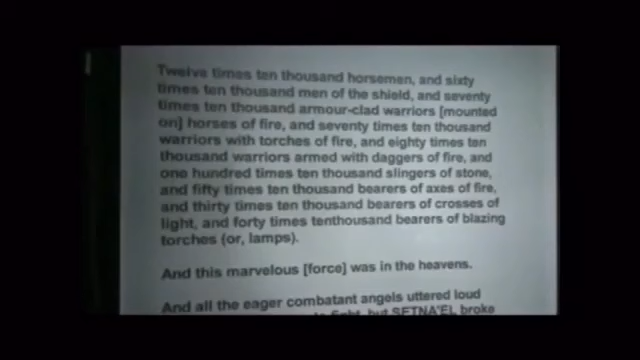 Twelve times ten thousand horsemen, and sixty
times ten thousand men of the shield, and seventy
times ten thousand armour-clad warriors [mounted
on] horses of fire, and seventy times ten thousand
warriors with torches of fire, and eighty times ten
thousand warriors armed with daggers of fire, and
one hundred times ten thousand slingers of stone,
and fifty times ten thousand bearers of axes of fire,
and thirty times ten thousand bearers of crosses of
light, and forty times tenthousand bearers of blazing
torches (or, lamps).
And this marvelous [force] was in the heavens.
And all the eager combatant angels uttered loud
fight, but SETNA'EL broke